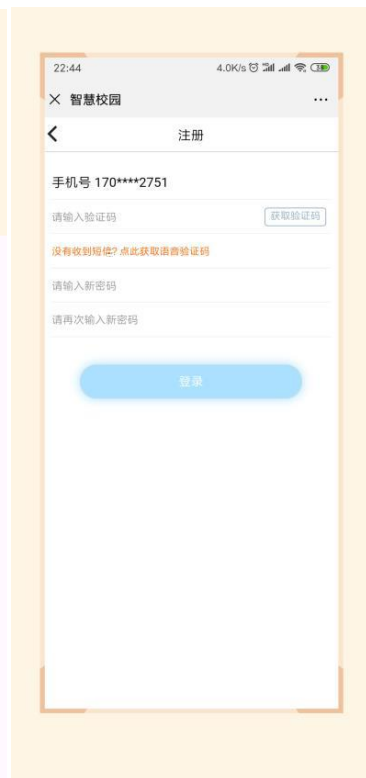 22:44 4.0K/s
智慧校园
注册
手机号 170****2751
请输入验证码 获取验证码
没有收到短信? 点此获取语音验证码
请输入新密码
请再次输入新密码
登录